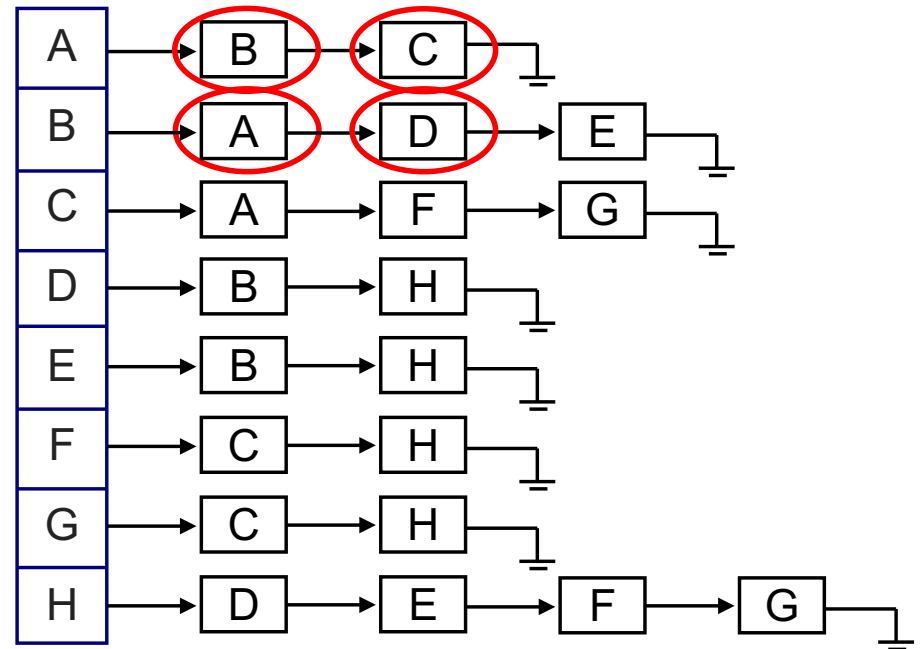 A B C
B A D E
C A F G
D B H
E B H
F C H
G C H
H D E F G